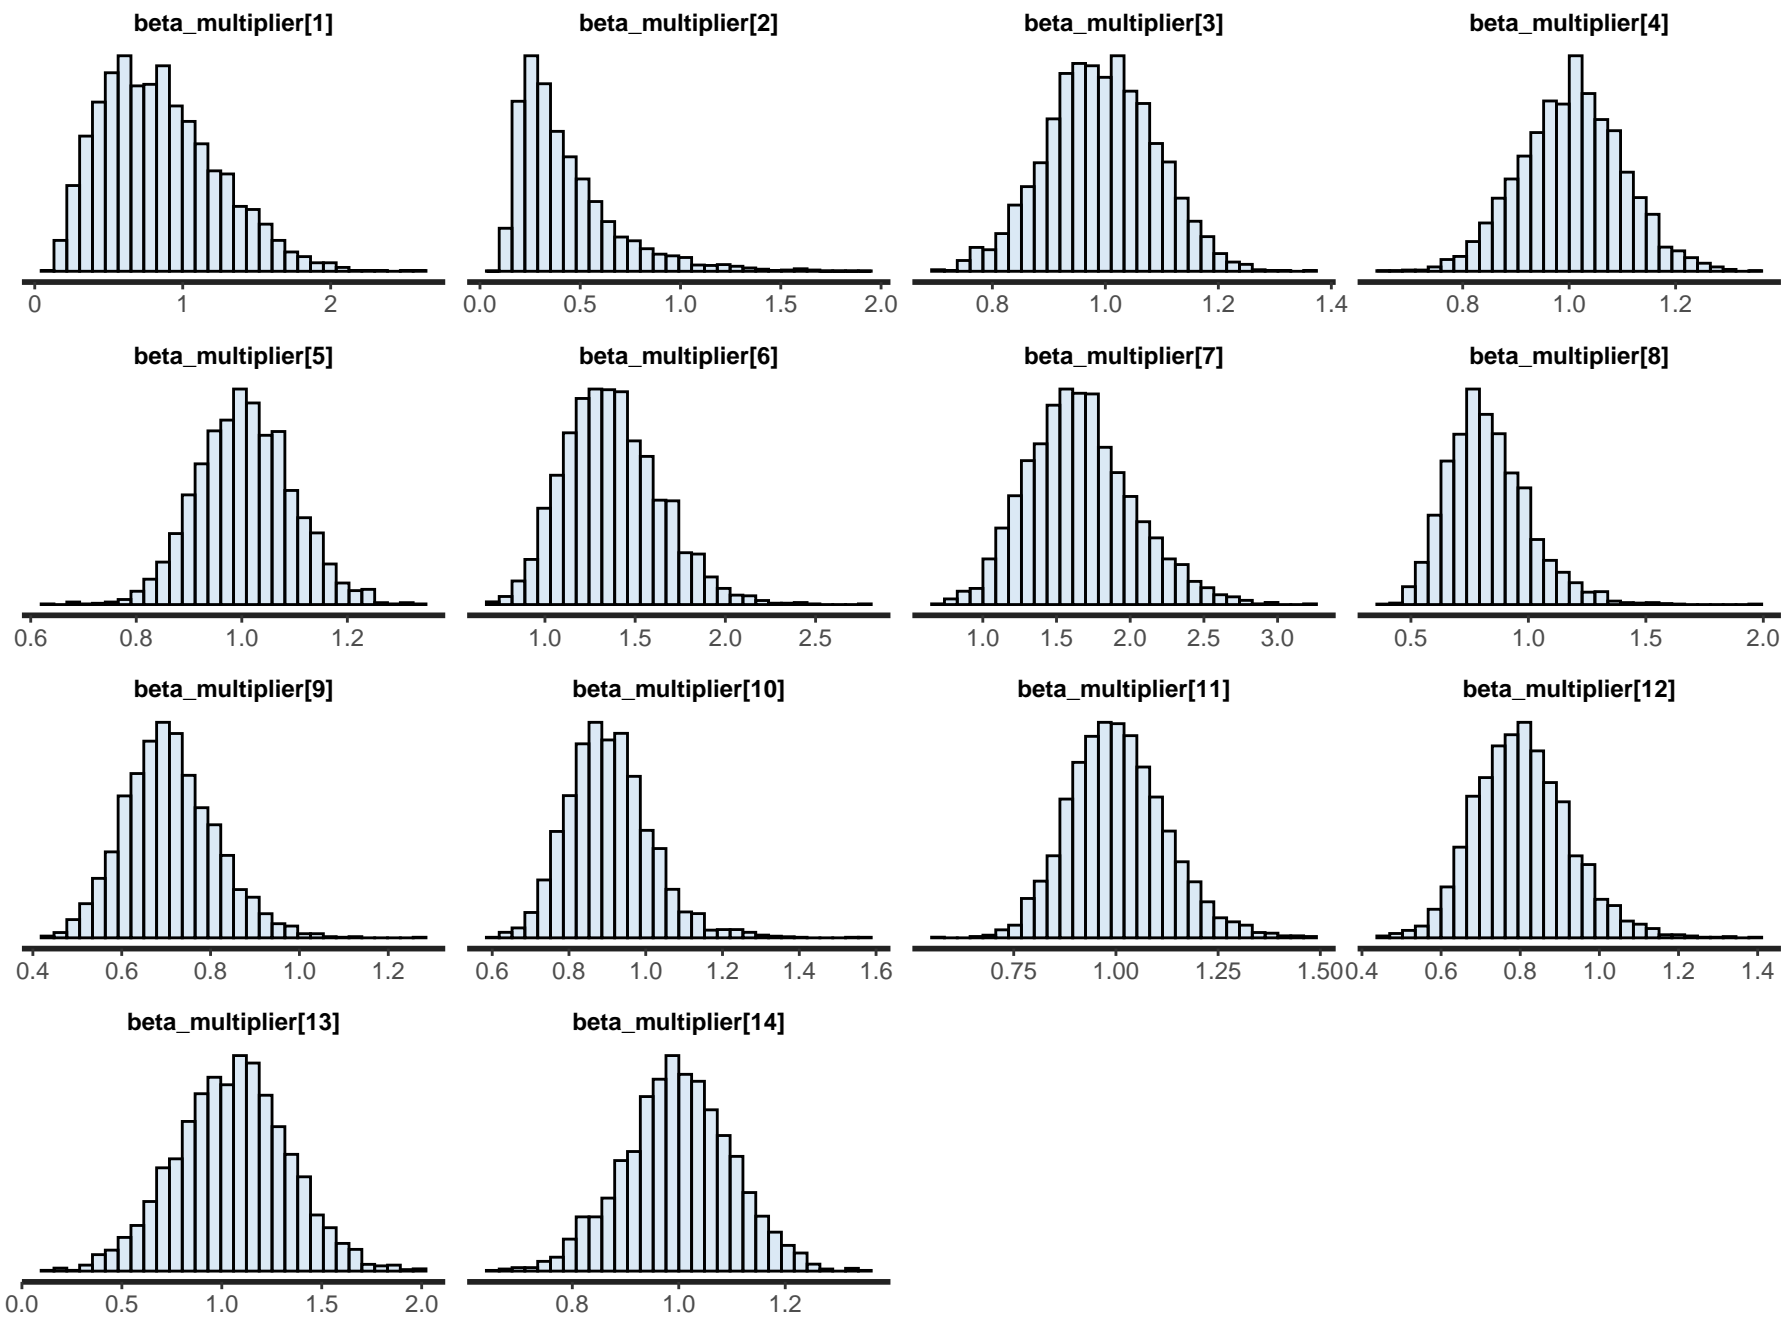 beta_multiplier[1] beta_multiplier[2] beta_multiplier[3] beta_multiplier[4]
0 1 2 0.0 0.5 1.0 1.5 2.0 0.8 1.0 1.2 1.4 0.8 1.0 1.2
beta_multiplier[5] beta_multiplier[6] beta_multiplier[7] beta_multiplier[8]
0.6 0.8 1.0 1.2 1.0 1.5 2.0 2.5 1.0 1.5 2.0 2.5 3.0 0.5 1.0 1.5 2.0
beta_multiplier[9] beta_multiplier[10] beta_multiplier[11] beta_multiplier[12]
0.4 0.6 0.8 1.0 1.2 0.6 0.8 1.0 1.2 1.4 1.6 0.75 1.00 1.25 1.50 0.4 0.6 0.8 1.0 1.2 1.4
beta_multiplier[13] beta_multiplier[14]
0.0 0.5 1.0 1.5 2.0 0.8 1.0 1.2